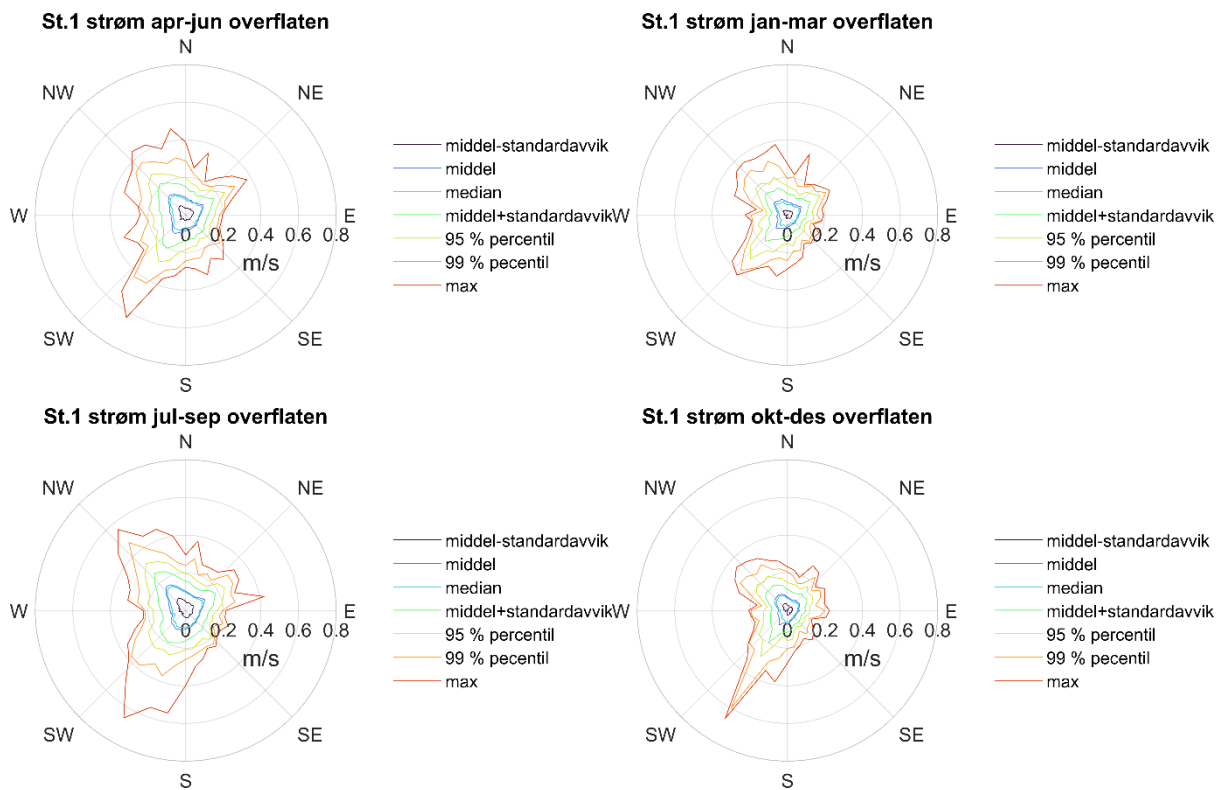 St.1 strøm apr-jun overflaten
N
NW
NE
W
E
0 0.2 0.4 0.6 0.8
m/s
SW
SE
S
middel-standardavvik
middel
median
middel+standardavvik
95 % percentil
99 % pecentil
max
St.1 strøm jan-mar overflaten
N
NW
NE
W
E
0 0.2 0.4 0.6 0.8
m/s
SW
SE
S
middel-standardavvik
middel
median
middel+standardavvik
95 % percentil
99 % pecentil
max
St.1 strøm jul-sep overflaten
N
NW
NE
W
E
0 0.2 0.4 0.6 0.8
m/s
SW
SE
S
middel-standardavvik
middel
median
middel+standardavvik
95 % percentil
99 % pecentil
max
St.1 strøm okt-des overflaten
N
NW
NE
W
E
0 0.2 0.4 0.6 0.8
m/s
SW
SE
S
middel-standardavvik
middel
median
middel+standardavvik
95 % percentil
99 % pecentil
max